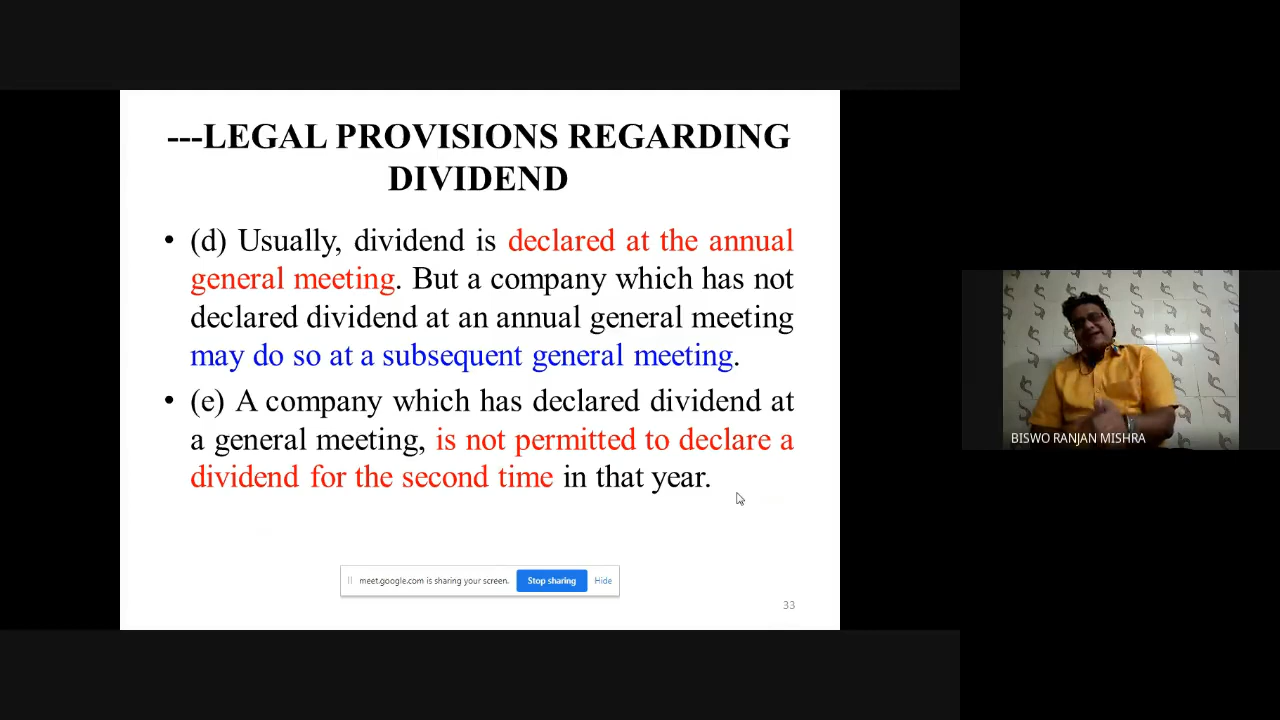 ---LEGAL PROVISIONS REGARDING
DIVIDEND
• (d) Usually, dividend is declared at the annual
general meeting. But a company which has not
declared dividend at an annual general meeting
may do so at a subsequent general meeting.
• (e) A company which has declared dividend at
a general meeting, is not permitted to declare a
dividend for the second time in that year.
meet.google.com is sharing your screen. Stop sharing Hide
33
BISWO RANJAN MISHRA